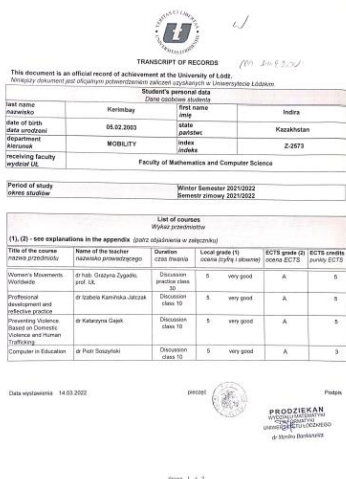 TRANSCRIPT OF RECORDS
This document is an official record of achievement at the University of Łódź.
Niniejszy dokument jest oficjalnym potwierdzeniem zaliczeń uzyskanych w Uniwersytecie Łódzkim.
Student's personal data
Dane osobowe studenta
last name Kerimbay first name Indira
nazwisko imię
date of birth 05.02.2003 state Kazakhstan
data urodzeni państwc
department MOBILITY index Z-2573
kierunek indeks
receiving faculty Faculty of Mathematics and Computer Science
wydział UŁ
Period of study Winter Semester 2021/2022
okres studiów Semestr zimowy 2021/2022
List of courses
Wykaz przedmiotów
(1), (2) - see explanations in the appendix (patrz objaśnienia w załączniku)
Title of the course Name of the teacher Duration Local grade (1) ECTS grade (2) ECTS credits
nazwa przedmiotu nazwisko prowadzącego czas trwania ocena (cyfrą i słownie) ocena ECTS punkty ECTS
Women's Movements dr hab. Grażyna Zygadło, Discussion 5 very good A 5
Worldwide prof. UŁ practice class
30
Proffesional dr Izabela Kamińska-Jatczak Discussion 5 very good A 5
development and class 10
reflective practice
Preventing Violence dr Katarzyna Gajek Discussion 5 very good A 5
Based on Domestic class 10
Violence and Human
Trafficking
Computer in Education dr Piotr Soszyński Discussion 5 very good A 3
class 10
Data wystawienia 14.03.2022 pieczęć Podpis
PRODZIEKAN
WYDZIAŁU MATEMATYKI
I INFORMATYKI
UNIWERSYTETU ŁÓDZKIEGO